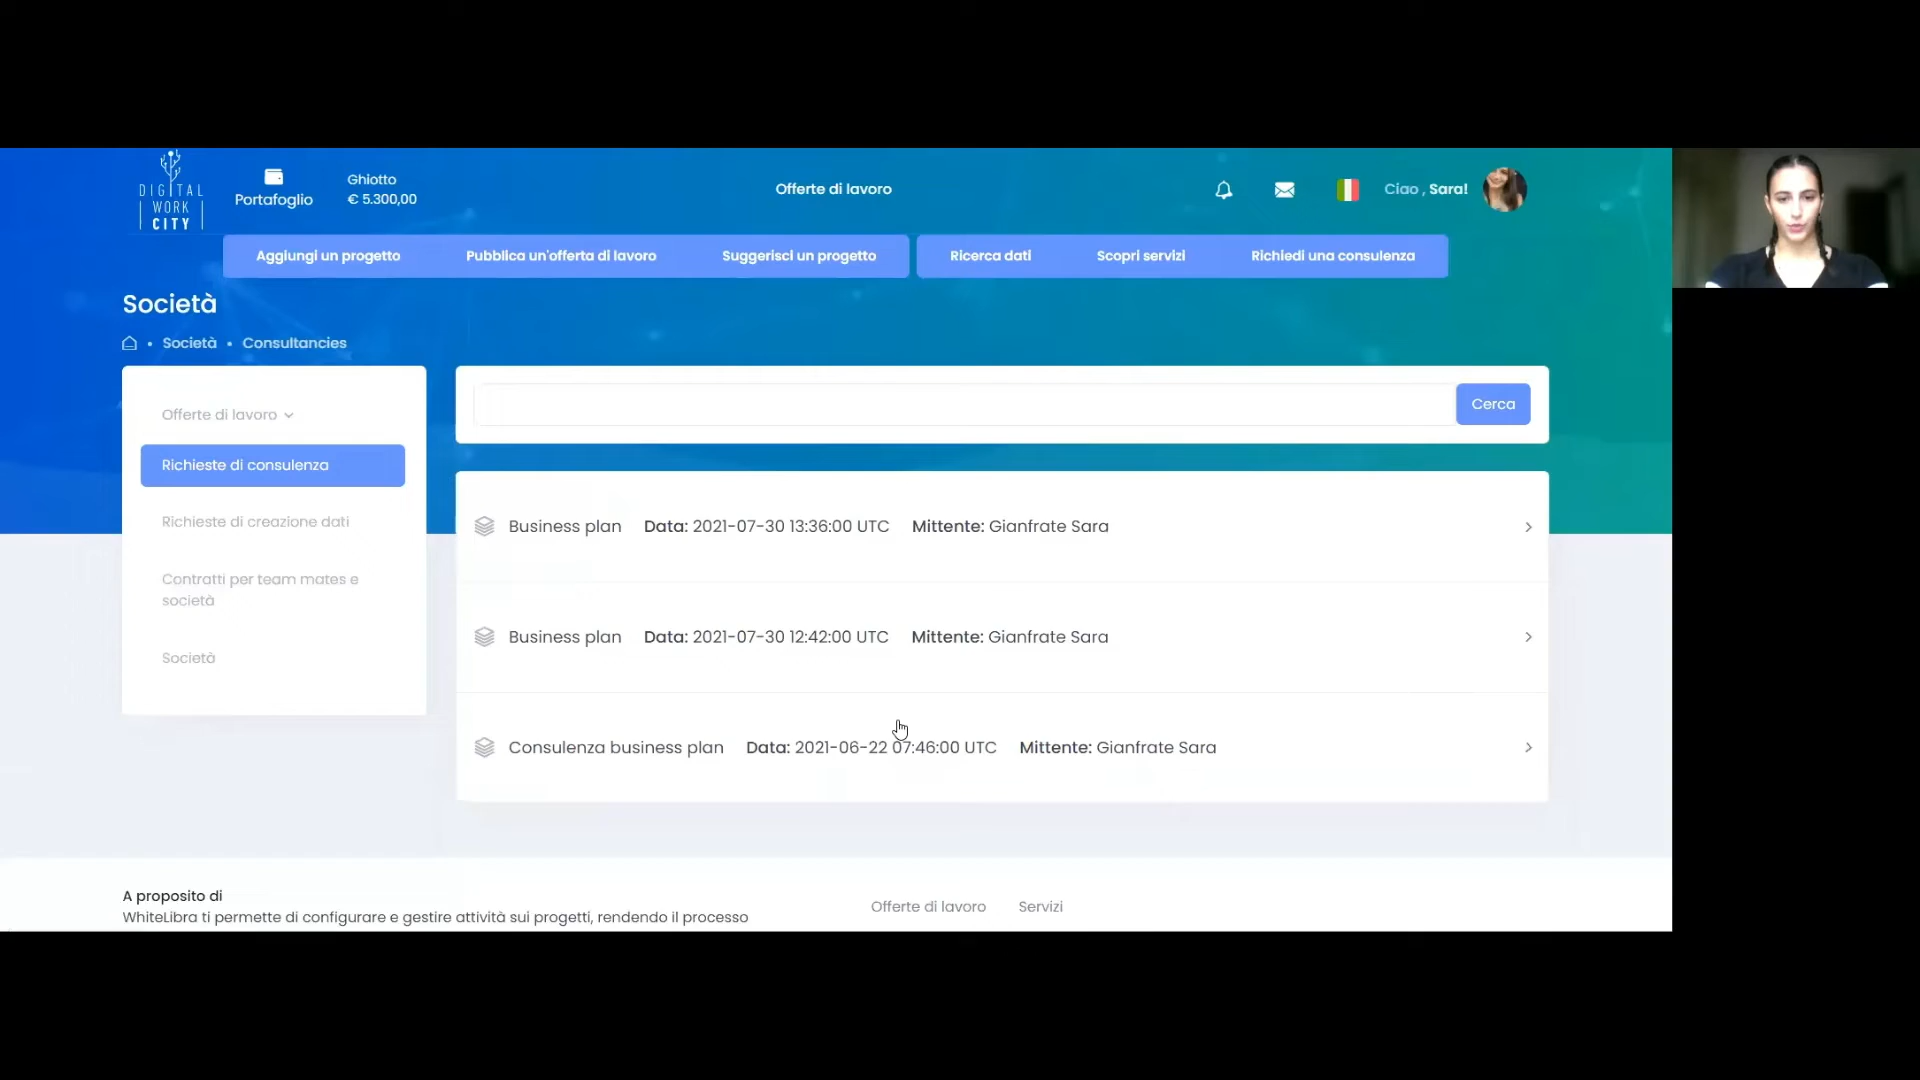 DIGITAL
WORK
CITY
Portafoglio
Ghiotto
€ 5.300,00
Offerte di lavoro
Ciao , Sara!
Aggiungi un progetto
Pubblica un'offerta di lavoro
Suggerisci un progetto
Ricerca dati
Scopri servizi
Richiedi una consulenza
Società
Società • Consultancies
Offerte di lavoro
Richieste di consulenza
Richieste di creazione dati
Contratti per team mates e
società
Società
Cerca
Business plan Data: 2021-07-30 13:36:00 UTC Mittente: Gianfrate Sara
Business plan Data: 2021-07-30 12:42:00 UTC Mittente: Gianfrate Sara
Consulenza business plan Data: 2021-06-22 07:46:00 UTC Mittente: Gianfrate Sara
A proposito di
WhiteLibra ti permette di configurare e gestire attività sui progetti, rendendo il processo
Offerte di lavoro
Servizi